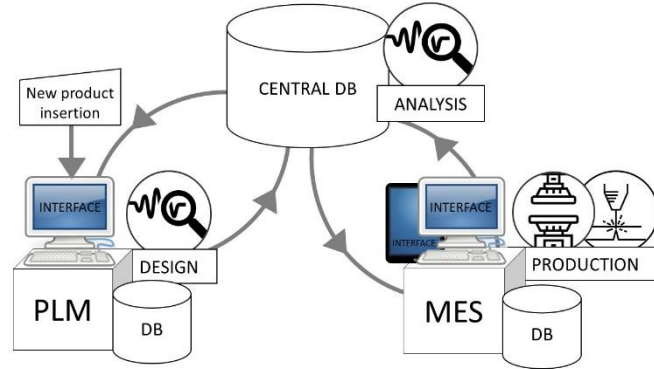 CENTRAL DB
ANALYSIS
New product
insertion
INTERFACE
DESIGN
PLM
DB
INTERFACE
INTERFACE
PRODUCTION
MES
DB